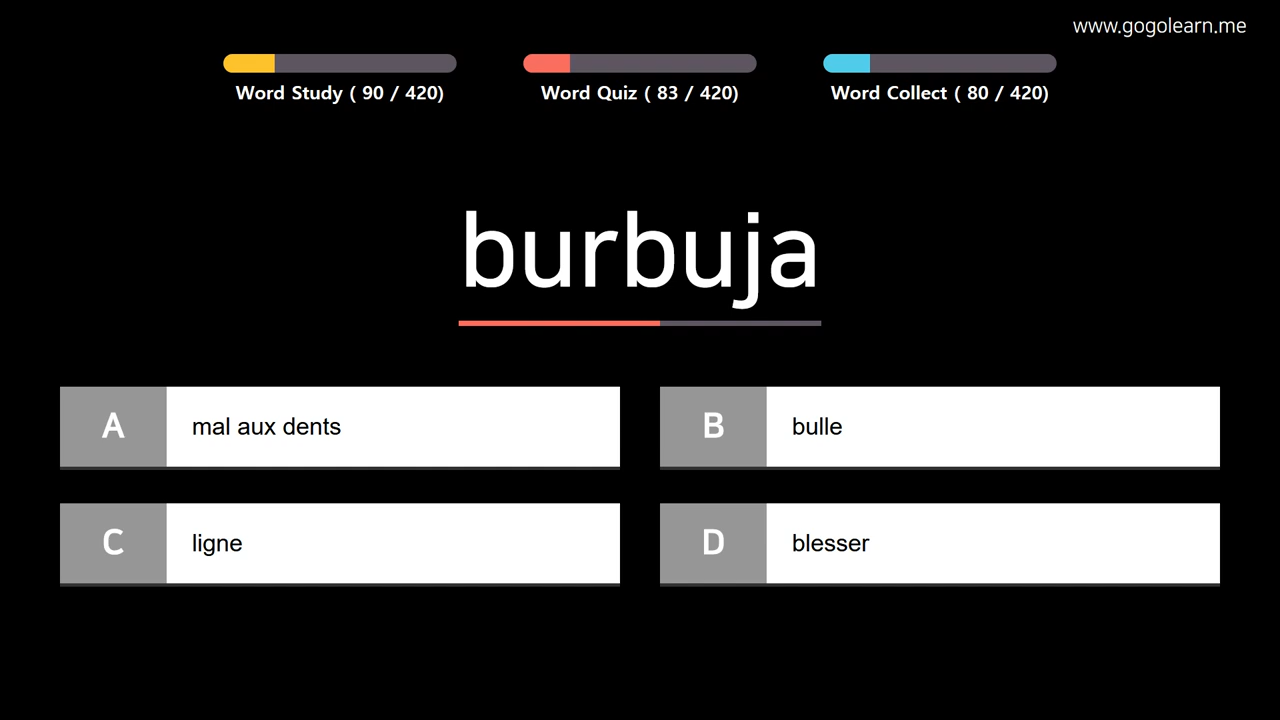 www.gogolearn.me
Word Study ( 90 / 420)
Word Quiz ( 83 / 420)
Word Collect ( 80 / 420)
burbuja
A mal aux dents
B bulle
C ligne
D blesser